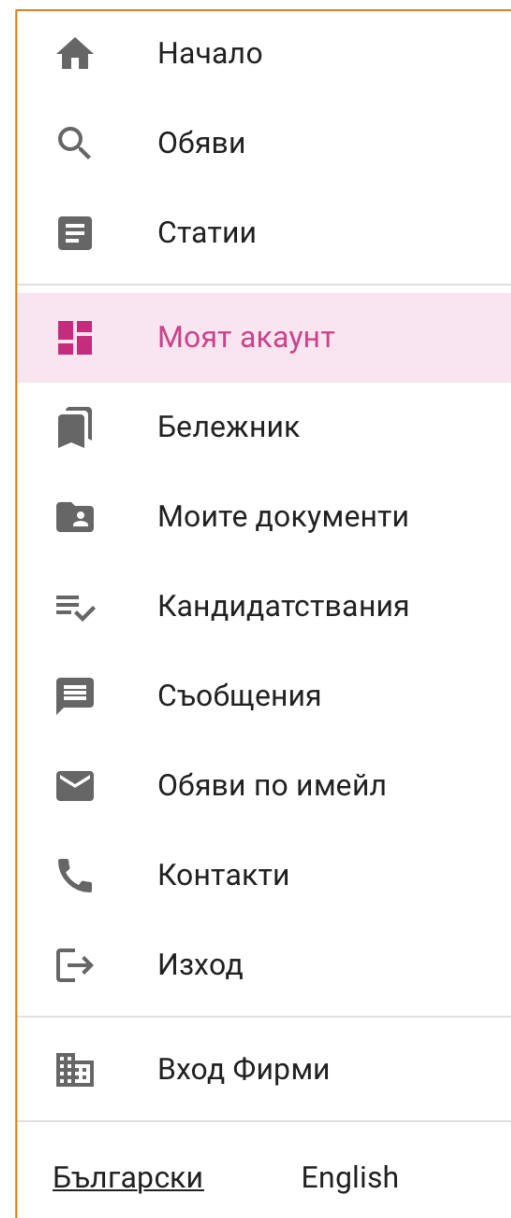 Начало
Обяви
Статии
Моят акаунт
Бележник
Моите документи
Кандидатствания
Съобщения
Обяви по имейл
Контакти
Изход
Вход Фирми
Български English